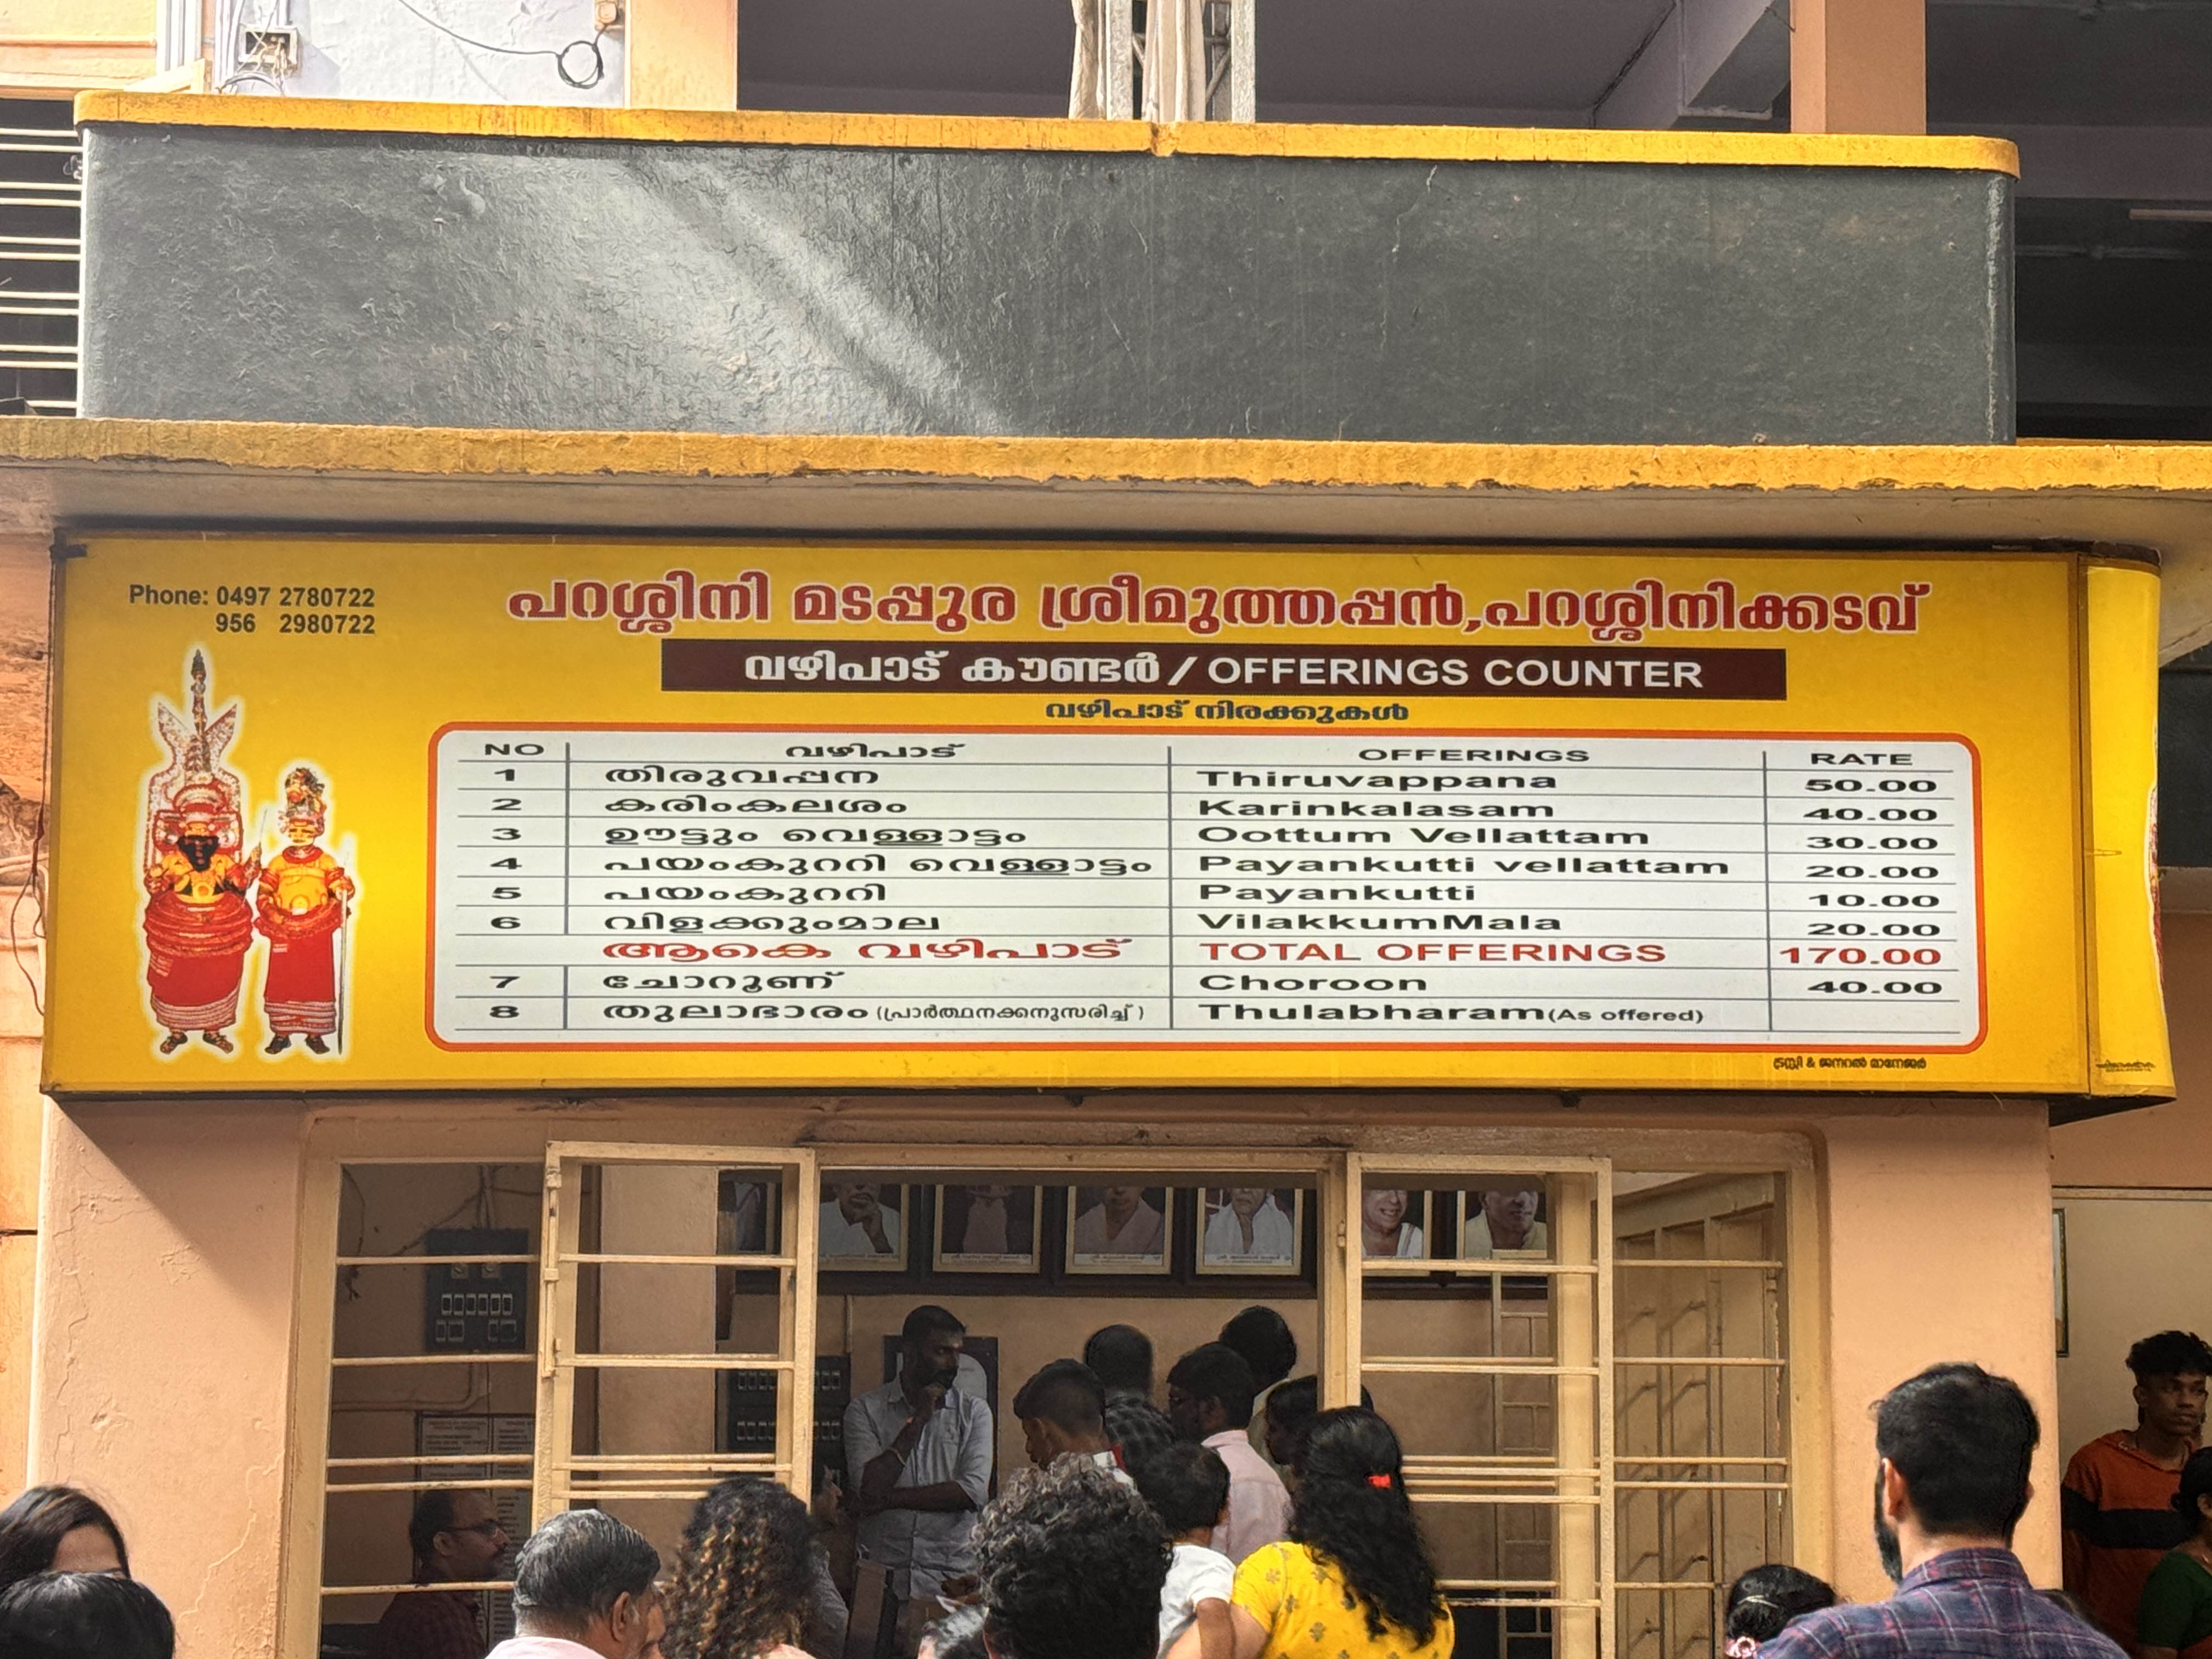 Phone: 0497 2780722
956 2980722
പറശ്ശിനി മടപ്പുര ശ്രീമുത്തപ്പൻ,പറശ്ശിനിക്കടവ്
വഴിപാട് കൗണ്ടർ / OFFERINGS COUNTER
വഴിപാട് നിരക്കുകൾ
NO വഴിപാട് OFFERINGS RATE
1 തിരുവപ്പന Thiruvappana 50.00
2 കരിംകലശം Karinkalasam 40.00
3 ഊട്ടും വെള്ളാട്ടം Oottum Vellattam 30.00
4 പയംകുററി വെള്ളാട്ടം Payankutti vellattam 20.00
5 പയംകുററി Payankutti 10.00
6 വിളക്കുംമാല VilakkumMala 20.00
ആകെ വഴിപാട് TOTAL OFFERINGS 170.00
7 ചോറൂണ് Choroon 40.00
8 തുലാഭാരം (പ്രാർത്ഥനക്കനുസരിച്ച് ) Thulabharam (As offered)
ട്രസ്റ്റി & ജനറൽ മാനേജർ